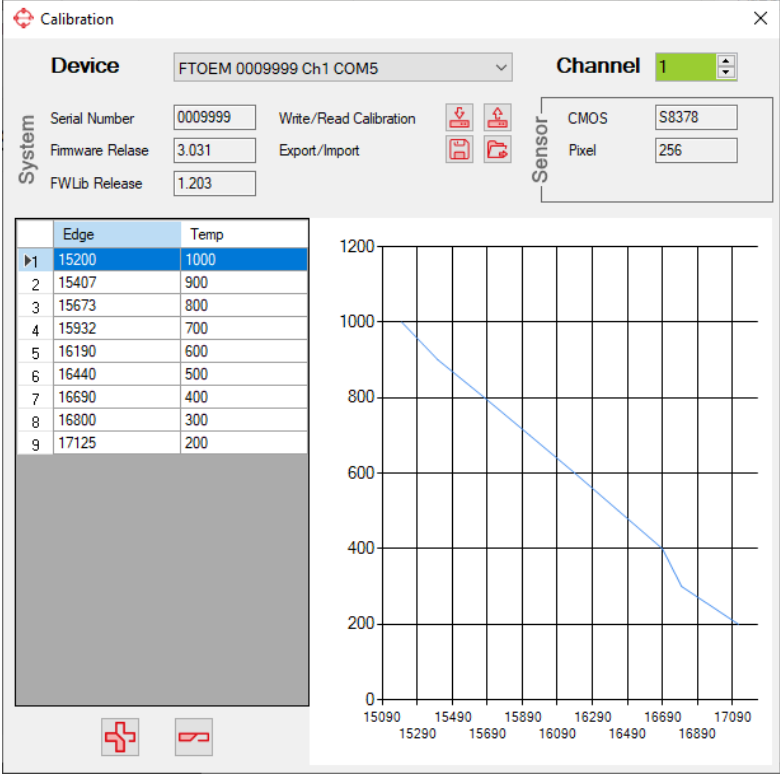 Calibration
Device
FTOEM 0009999 Ch1 COM5
Channel
1
System
Serial Number
0009999
Write/Read Calibration
Sensor
CMOS
S8378
Firmware Relase
3.031
Export/Import
Pixel
256
FWLib Release
1.203
Edge Temp
1 15200 1000
2 15407 900
3 15673 800
4 15932 700
5 16190 600
6 16440 500
7 16690 400
8 16800 300
9 17125 200
1200
1000
800
600
400
200
0
15090 15490 15890 16290 16690 17090
15290 15690 16090 16490 16890